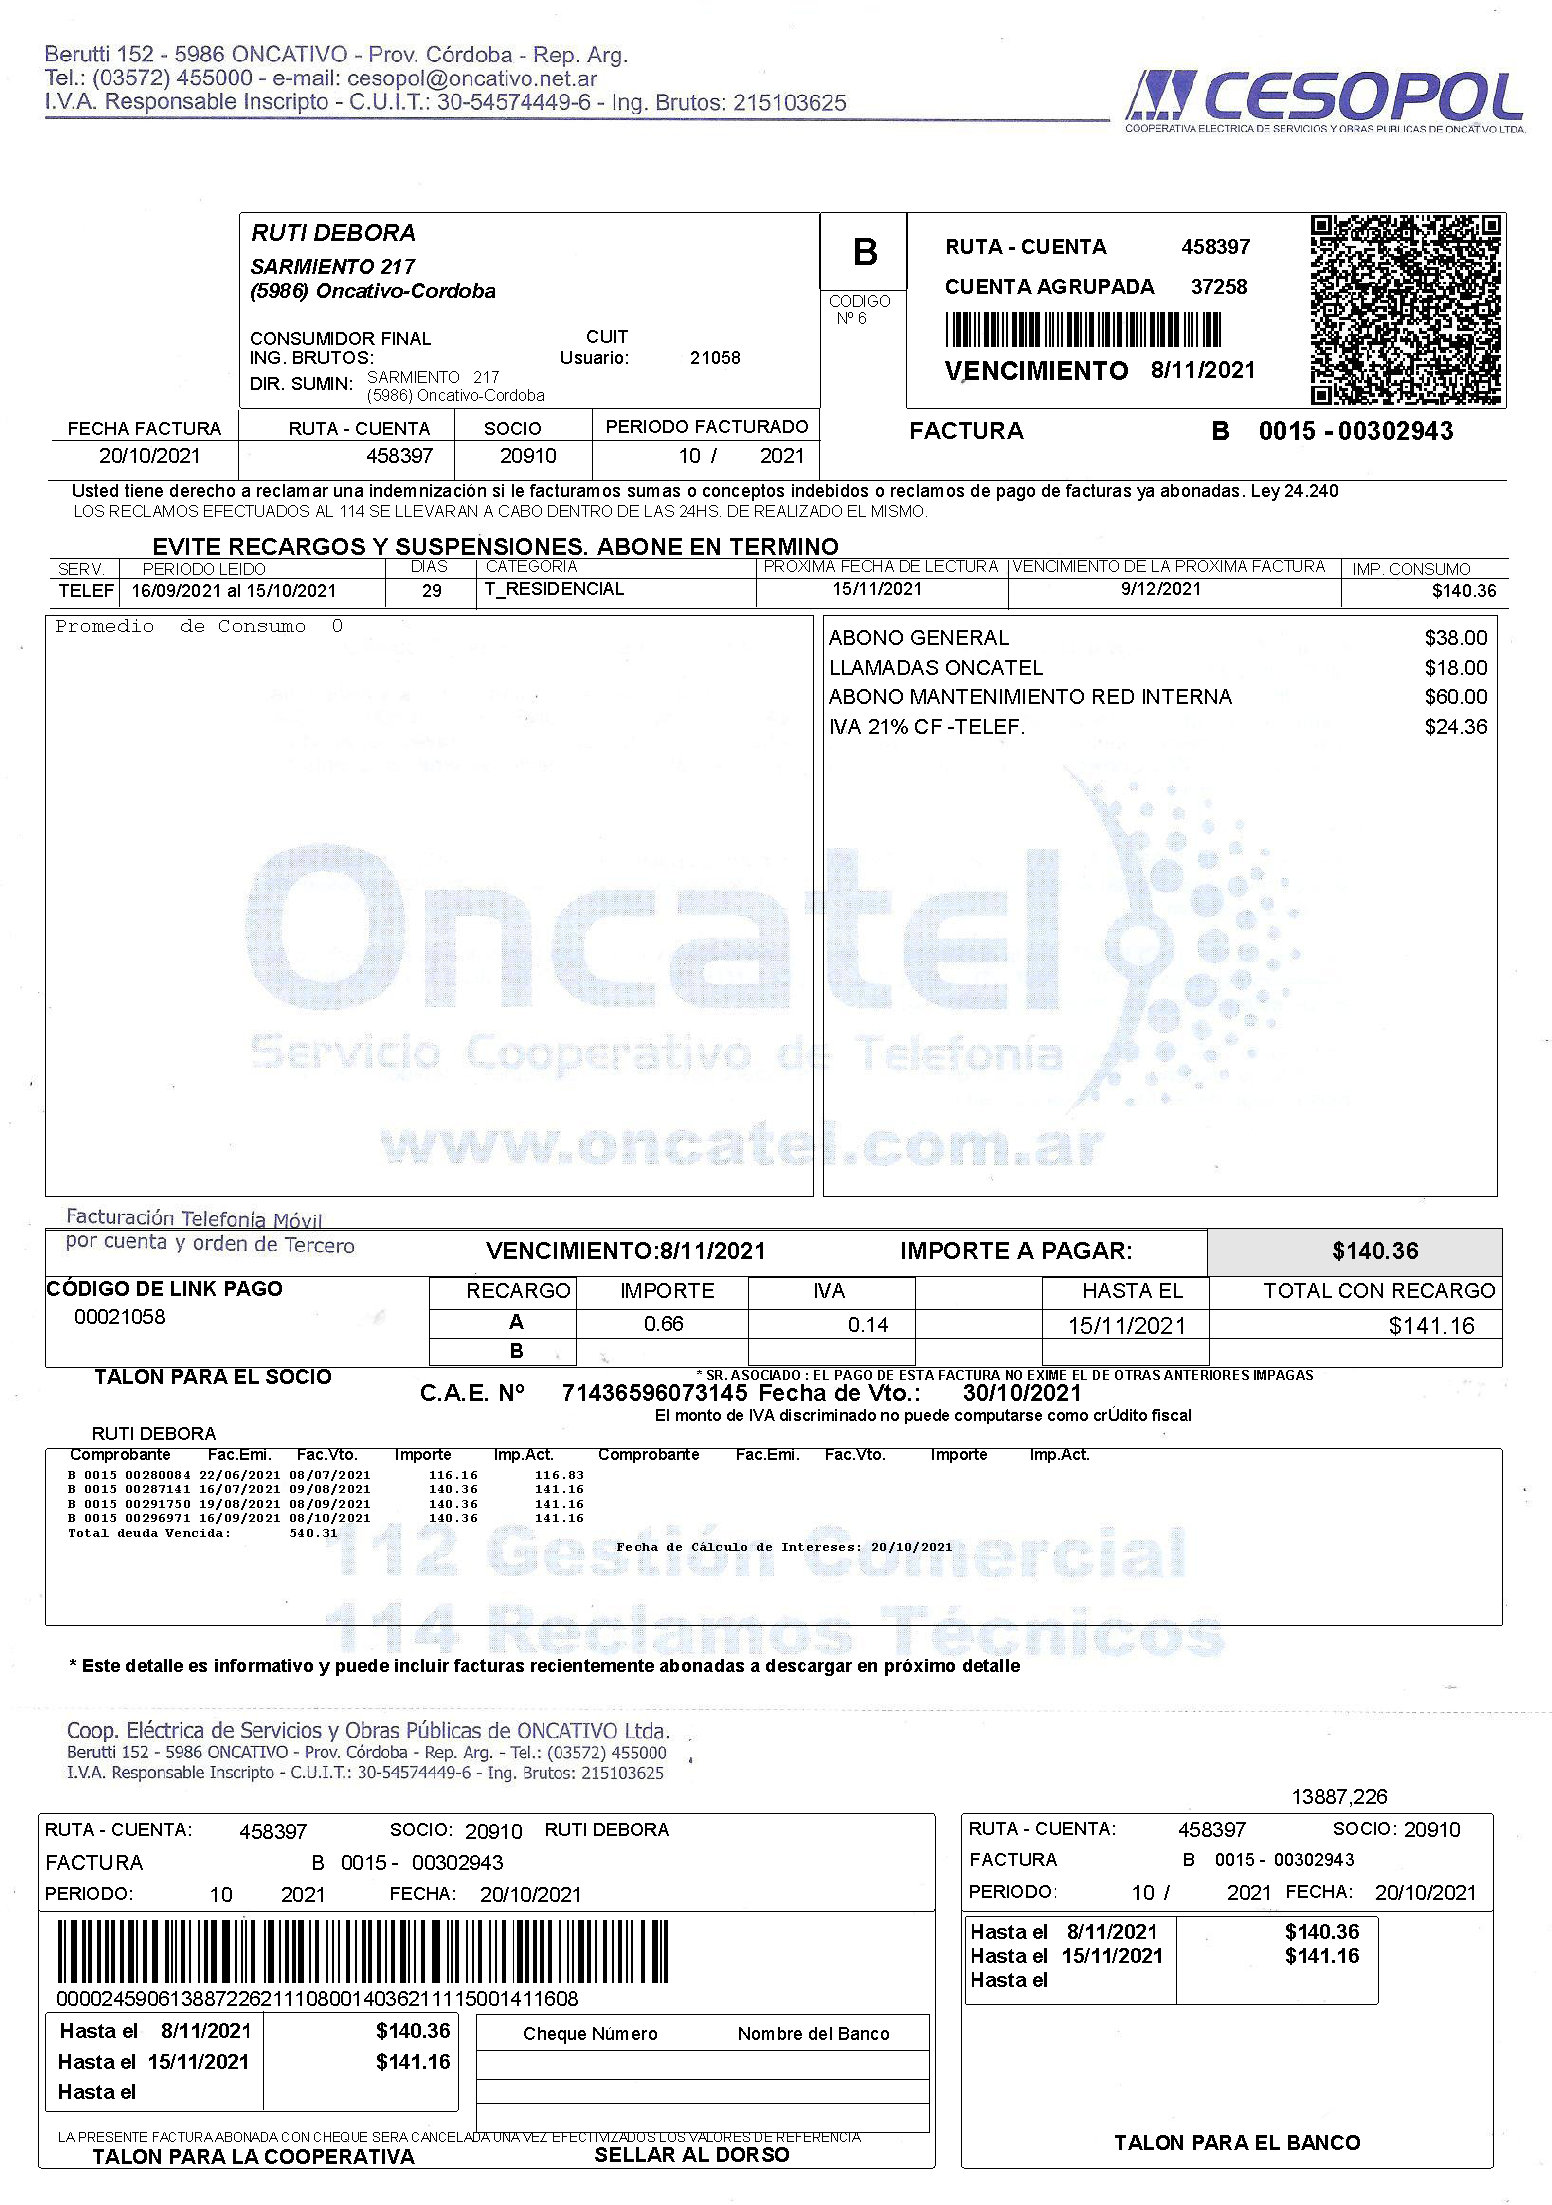 Berutti 152 - 5986 ONCATIVO - Prov. Córdoba - Rep. Arg.
Tel.: (03572) 455000 - e-mail: cesopol@oncativo.net.ar
I.V.A. Responsable Inscripto - C.U.I.T.: 30-54574449-6 - Ing. Brutos: 215103625
CESOPOL
COOPERATIVA ELECTRICA DE SERVICIOS Y OBRAS PUBLICAS DE ONCATIVO LTDA.
RUTI DEBORA
SARMIENTO 217
(5986) Oncativo-Cordoba
CONSUMIDOR FINAL CUIT
ING. BRUTOS: Usuario: 21058
DIR. SUMIN: SARMIENTO 217
(5986) Oncativo-Cordoba
B
CODIGO
Nº 6
RUTA - CUENTA 458397
CUENTA AGRUPADA 37258
VENCIMIENTO 8/11/2021
FECHA FACTURA RUTA - CUENTA SOCIO PERIODO FACTURADO
20/10/2021 458397 20910 10 / 2021
FACTURA B 0015 - 00302943
Usted tiene derecho a reclamar una indemnización si le facturamos sumas o conceptos indebidos o reclamos de pago de facturas ya abonadas. Ley 24.240
LOS RECLAMOS EFECTUADOS AL 114 SE LLEVARAN A CABO DENTRO DE LAS 24HS. DE REALIZADO EL MISMO.
EVITE RECARGOS Y SUSPENSIONES. ABONE EN TERMINO
SERV. PERIODO LEIDO DIAS CATEGORIA PROXIMA FECHA DE LECTURA VENCIMIENTO DE LA PROXIMA FACTURA IMP. CONSUMO
TELEF 16/09/2021 al 15/10/2021 29 T_RESIDENCIAL 15/11/2021 9/12/2021 $140.36
Promedio de Consumo 0
ABONO GENERAL $38.00
LLAMADAS ONCATEL $18.00
ABONO MANTENIMIENTO RED INTERNA $60.00
IVA 21% CF -TELEF. $24.36
Oncatel
Servicio Cooperativo de Telefonía
www.oncatel.com.ar
Facturación Telefonía Móvil
por cuenta y orden de Tercero
VENCIMIENTO:8/11/2021 IMPORTE A PAGAR: $140.36
CÓDIGO DE LINK PAGO
00021058
RECARGO IMPORTE IVA HASTA EL TOTAL CON RECARGO
A 0.66 0.14 15/11/2021 $141.16
B
TALON PARA EL SOCIO
* SR. ASOCIADO : EL PAGO DE ESTA FACTURA NO EXIME EL DE OTRAS ANTERIORES IMPAGAS
C.A.E. Nº 71436596073145 Fecha de Vto.: 30/10/2021
El monto de IVA discriminado no puede computarse como crÚdito fiscal
RUTI DEBORA
Comprobante Fac.Emi. Fac.Vto. Importe Imp.Act. Comprobante Fac.Emi. Fac.Vto. Importe Imp.Act.
B 0015 00280084 22/06/2021 08/07/2021 116.16 116.83
B 0015 00287141 16/07/2021 09/08/2021 140.36 141.16
B 0015 00291750 19/08/2021 08/09/2021 140.36 141.16
B 0015 00296971 16/09/2021 08/10/2021 140.36 141.16
Total deuda Vencida: 540.31
Fecha de Cálculo de Intereses: 20/10/2021
112 Gestión Comercial
114 Reclamos Técnicos
* Este detalle es informativo y puede incluir facturas recientemente abonadas a descargar en próximo detalle
Coop. Eléctrica de Servicios y Obras Públicas de ONCATIVO Ltda.
Berutti 152 - 5986 ONCATIVO - Prov. Córdoba - Rep. Arg. - Tel.: (03572) 455000
I.V.A. Responsable Inscripto - C.U.I.T.: 30-54574449-6 - Ing. Brutos: 215103625
13887,226
RUTA - CUENTA: 458397 SOCIO: 20910 RUTI DEBORA
FACTURA B 0015 - 00302943
PERIODO: 10 2021 FECHA: 20/10/2021
0000245906138872262111080014036211115001411608
Hasta el 8/11/2021 $140.36
Hasta el 15/11/2021 $141.16
Hasta el
Cheque Número Nombre del Banco
LA PRESENTE FACTURA ABONADA CON CHEQUE SERA CANCELADA UNA VEZ EFECTIVIZADOS LOS VALORES DE REFERENCIA
TALON PARA LA COOPERATIVA SELLAR AL DORSO
RUTA - CUENTA: 458397 SOCIO: 20910
FACTURA B 0015 - 00302943
PERIODO: 10 / 2021 FECHA: 20/10/2021
Hasta el 8/11/2021 $140.36
Hasta el 15/11/2021 $141.16
Hasta el
TALON PARA EL BANCO